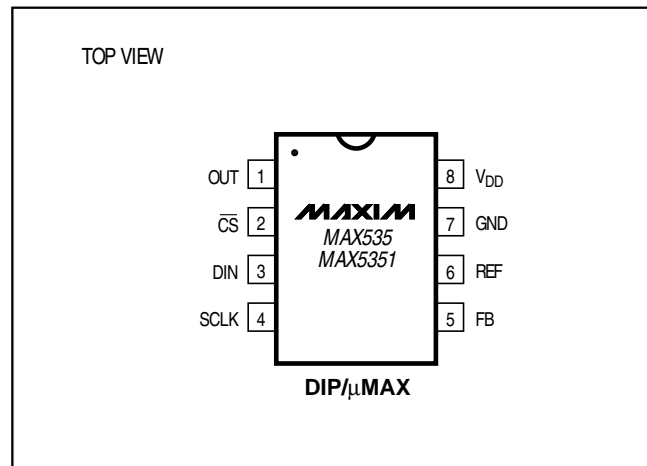 TOP VIEW
OUT 1
C̅S̅ 2
DIN 3
SCLK 4
MAXIM
MAX535
MAX5351
8 VDD
7 GND
6 REF
5 FB
DIP/μMAX